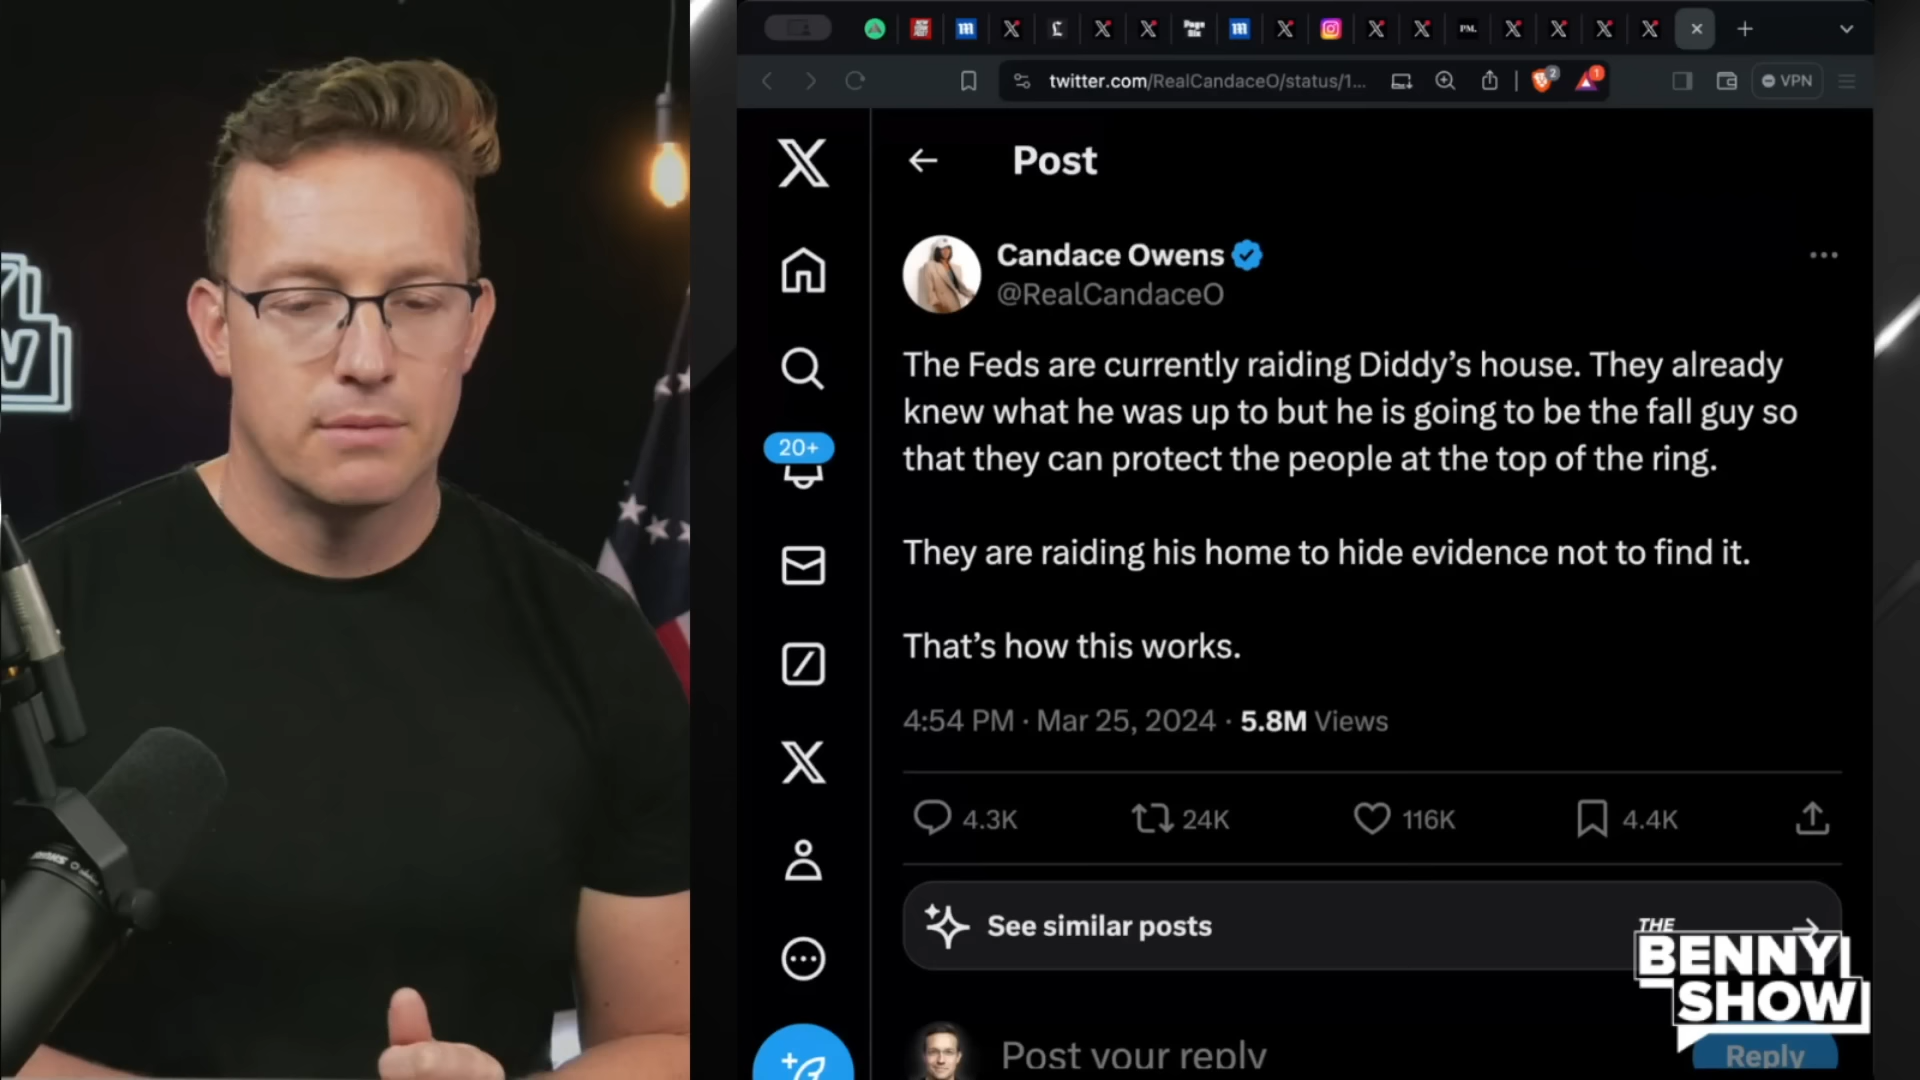 twitter.com/RealCandaceO/status/1...
2
1
VPN
Post
Candace Owens
@RealCandaceO
The Feds are currently raiding Diddy’s house. They already
knew what he was up to but he is going to be the fall guy so
that they can protect the people at the top of the ring.
They are raiding his home to hide evidence not to find it.
That’s how this works.
4:54 PM · Mar 25, 2024 · 5.8M Views
20+
4.3K
24K
116K
4.4K
See similar posts
Post your reply
Reply
THE
BENNY
SHOW